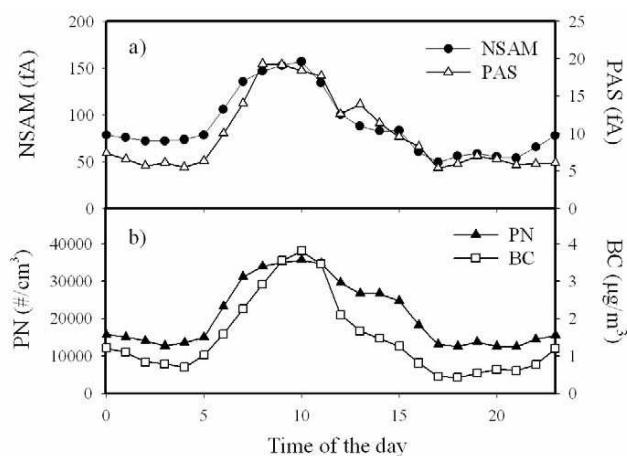 200
25
a)
NSAM
PAS
150
20
15
100
10
50
5
0
0
NSAM (fA)
PAS (fA)
b)
PN
BC
40000
4
30000
3
20000
2
10000
1
0
0
PN (#/cm³)
BC (µg/m³)
0 5 10 15 20
Time of the day